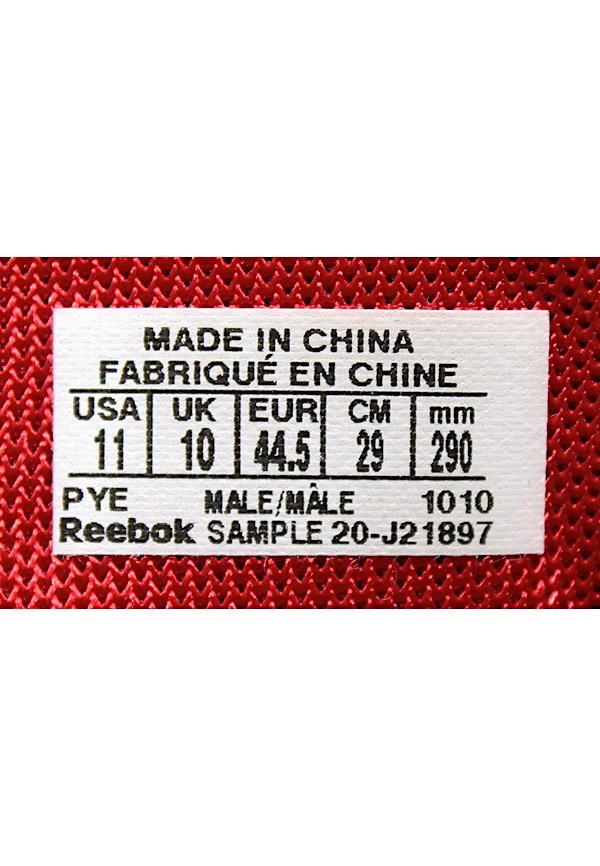 MADE IN CHINA
FABRIQUÉ EN CHINE
USA UK EUR CM mm
11 10 44.5 29 290
PYE MALE/MÂLE 1010
Reebok SAMPLE 20-J21897